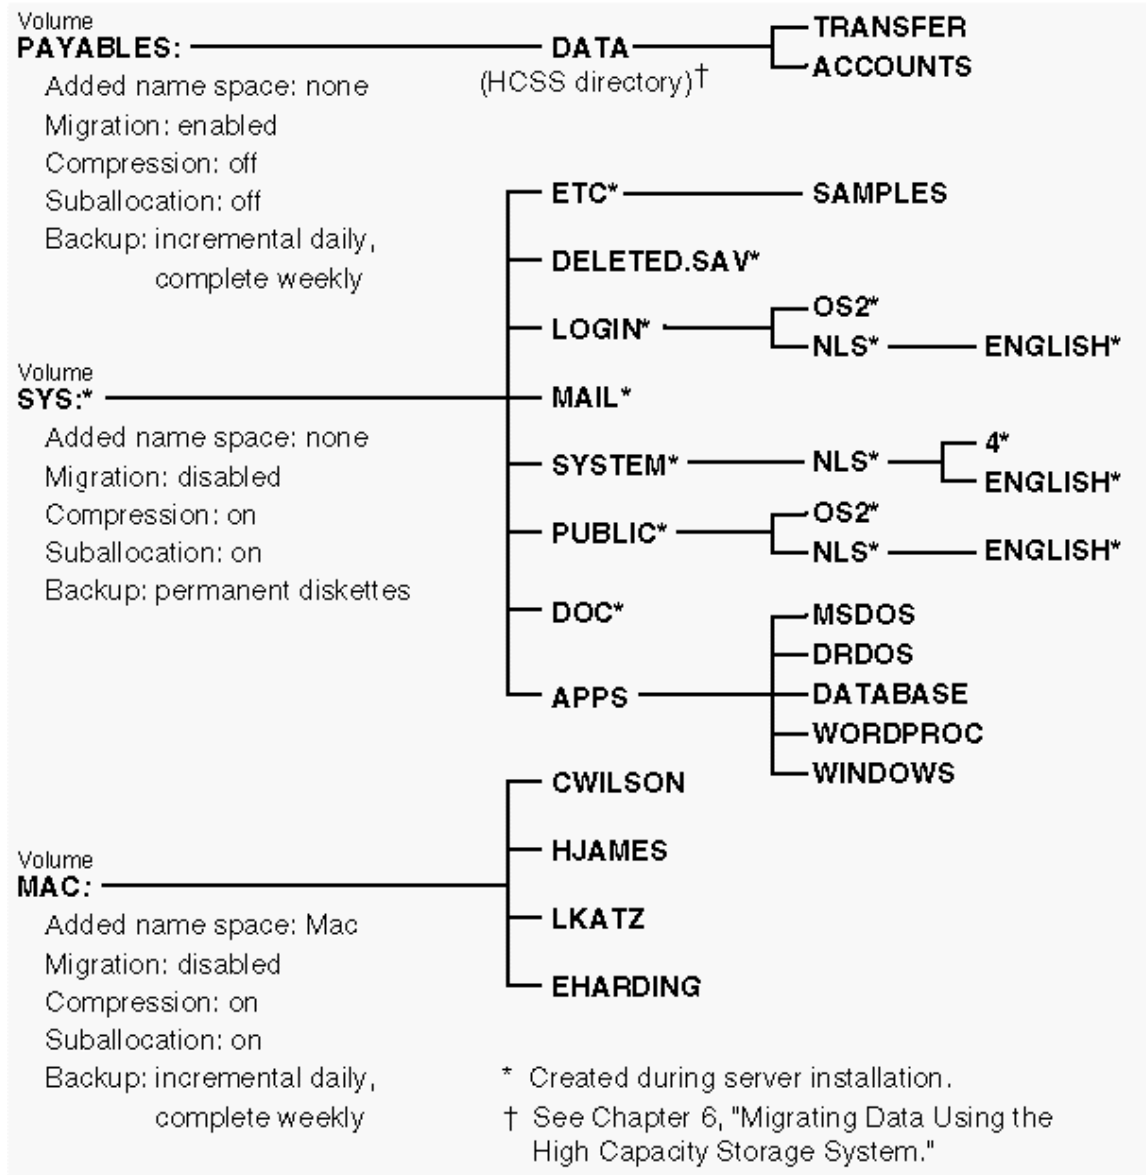 Volume
PAYABLES:
DATA
(HCSS directory)†
TRANSFER
ACCOUNTS
Added name space: none
Migration: enabled
Compression: off
Suballocation: off
Backup: incremental daily,
complete weekly
Volume
SYS:*
Added name space: none
Migration: disabled
Compression: on
Suballocation: on
Backup: permanent diskettes
ETC*
SAMPLES
DELETED.SAV*
LOGIN*
OS2*
NLS*
ENGLISH*
MAIL*
SYSTEM*
NLS*
4*
ENGLISH*
PUBLIC*
OS2*
NLS*
ENGLISH*
DOC*
APPS
MSDOS
DRDOS
DATABASE
WORDPROC
WINDOWS
Volume
MAC:
Added name space: Mac
Migration: disabled
Compression: on
Suballocation: on
Backup: incremental daily,
complete weekly
CWILSON
HJAMES
LKATZ
EHARDING
* Created during server installation.
† See Chapter 6, "Migrating Data Using the
High Capacity Storage System."